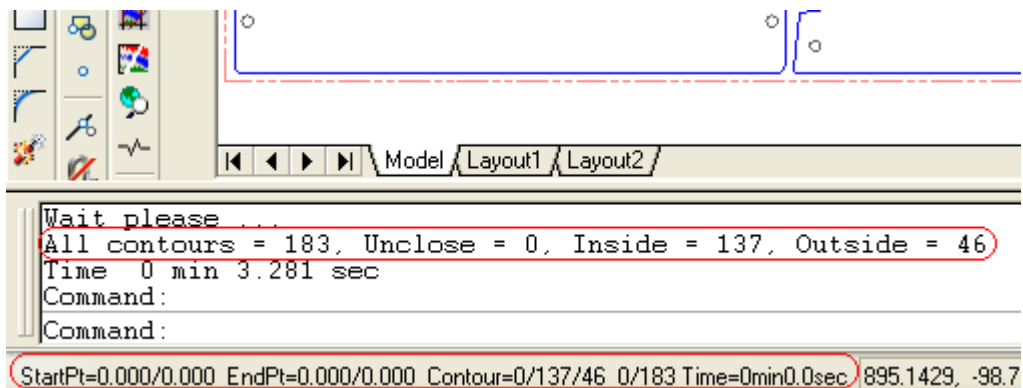 Model Layout1 Layout2
Wait please ...
All contours = 183, Unclose = 0, Inside = 137, Outside = 46
Time 0 min 3.281 sec
Command:
Command:
StartPt=0.000/0.000 EndPt=0.000/0.000 Contour=0/137/46 0/183 Time=0min0.0sec 895.1429, -98.7